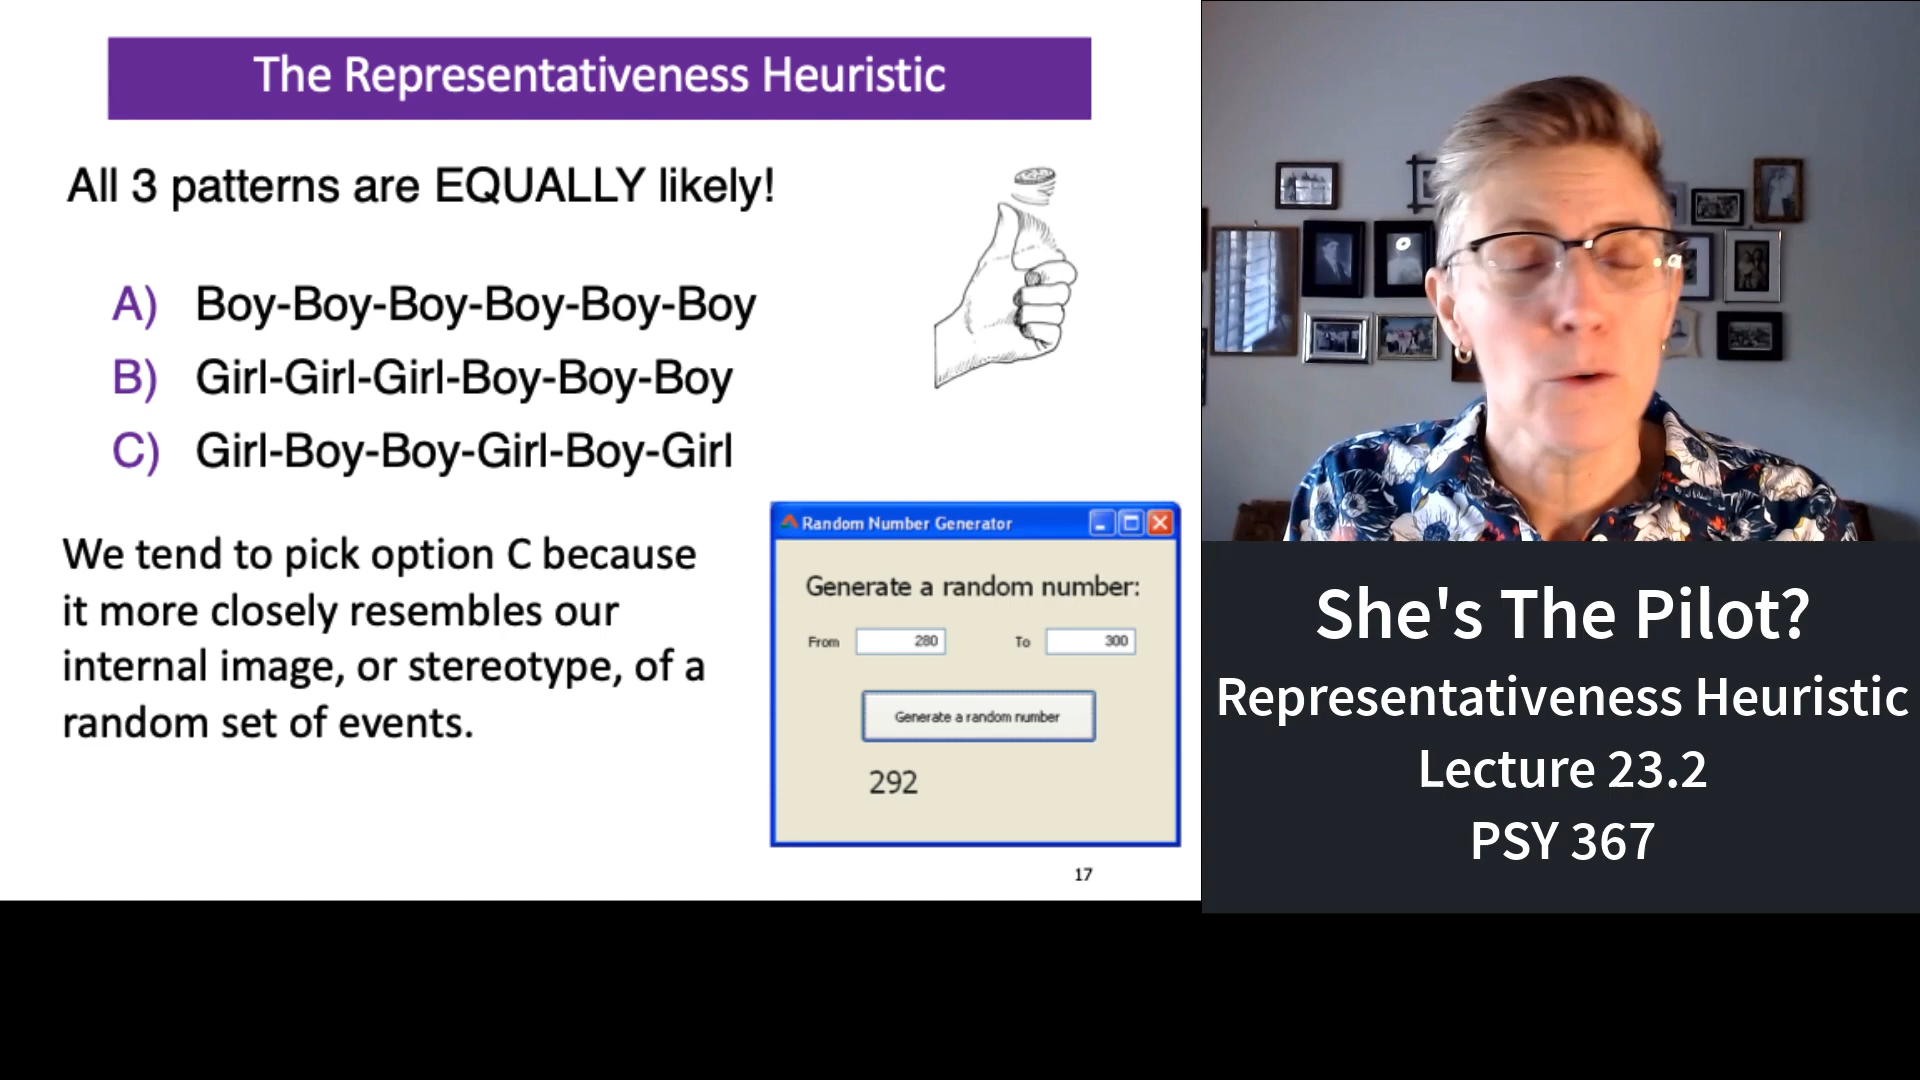 The Representativeness Heuristic
All 3 patterns are EQUALLY likely!
A) Boy-Boy-Boy-Boy-Boy-Boy
B) Girl-Girl-Girl-Boy-Boy-Boy
C) Girl-Boy-Boy-Girl-Boy-Girl
We tend to pick option C because
it more closely resembles our
internal image, or stereotype, of a
random set of events.
Random Number Generator
Generate a random number:
From 280 To 300
Generate a random number
292
17
She's The Pilot?
Representativeness Heuristic
Lecture 23.2
PSY 367